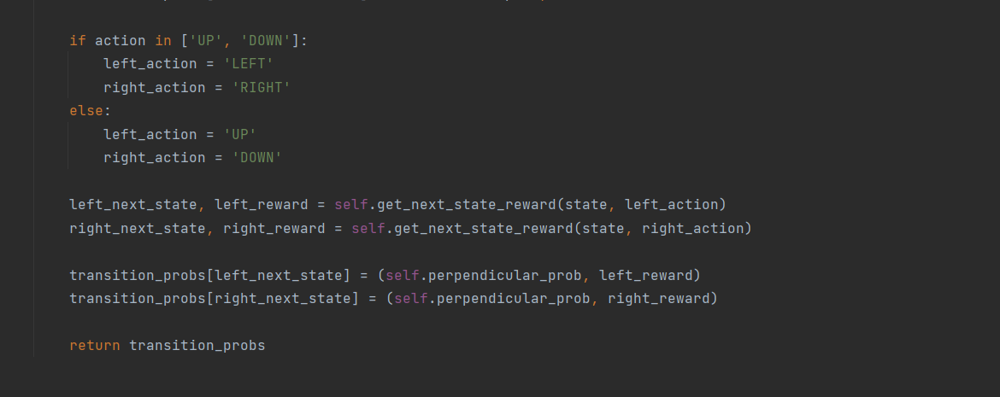 if action in ['UP', 'DOWN']:
    left_action = 'LEFT'
    right_action = 'RIGHT'
else:
    left_action = 'UP'
    right_action = 'DOWN'
left_next_state, left_reward = self.get_next_state_reward(state, left_action)
right_next_state, right_reward = self.get_next_state_reward(state, right_action)
transition_probs[left_next_state] = (self.perpendicular_prob, left_reward)
transition_probs[right_next_state] = (self.perpendicular_prob, right_reward)
return transition_probs